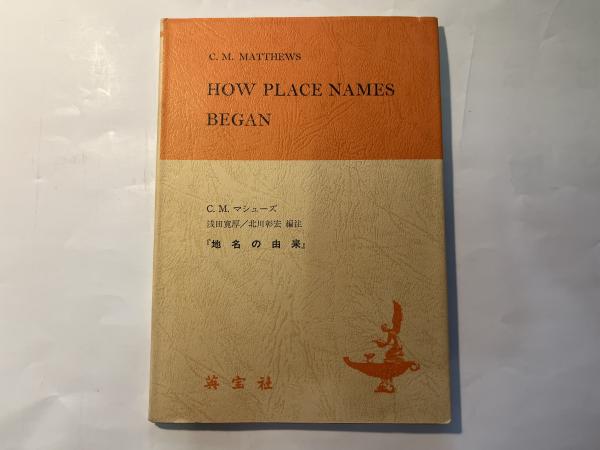 C. M. MATTHEWS
HOW PLACE NAMES
BEGAN
C. M. マシューズ
浅田寛厚／北川彰宏 編注
『地名の由来』
英宝社